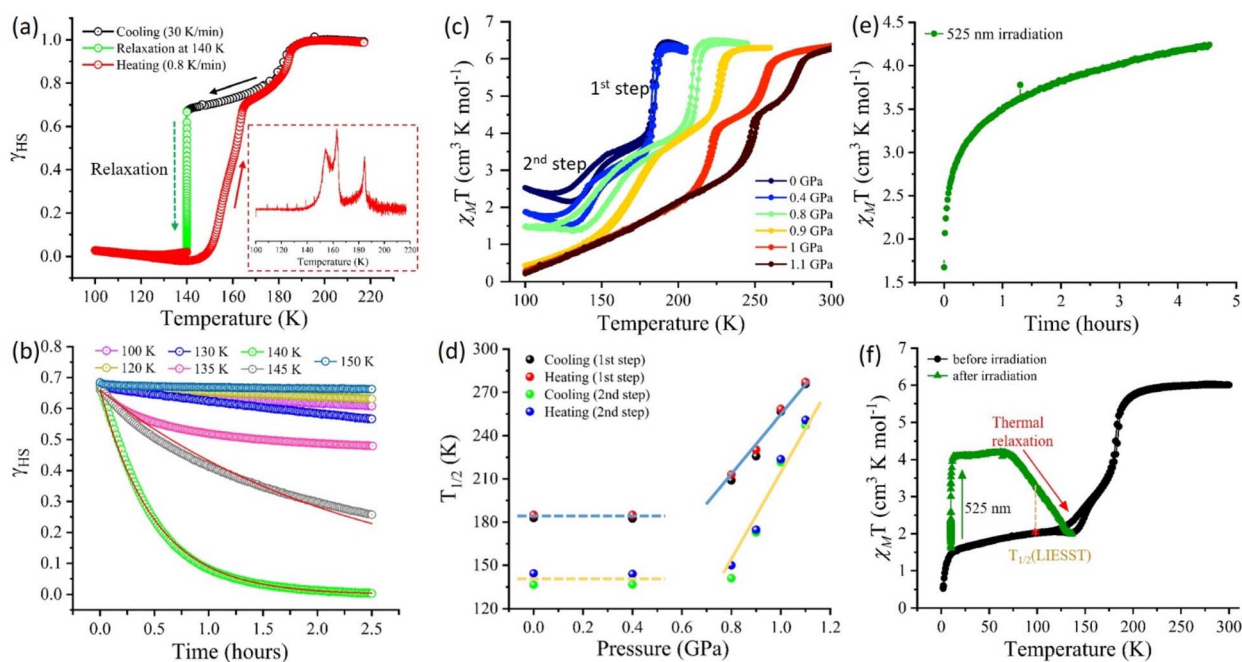 (a)
Cooling (30 K/min)
Relaxation at 140 K
Heating (0.8 K/min)
γHS
1.0
0.8
0.6
0.4
0.2
0.0
Relaxation
100 120 140 160 180 200 220
Temperature (K)
100 120 140 160 180 200 220
Temperature (K)
(b)
100 K 130 K 140 K 150 K
120 K 135 K 145 K
γHS
0.8
0.7
0.6
0.5
0.4
0.3
0.2
0.1
0.0
0.0 0.5 1.0 1.5 2.0 2.5
Time (hours)
(c)
χMT (cm³ K mol⁻¹)
7
6
5
4
3
2
1
0
1st step
2nd step
0 GPa
0.4 GPa
0.8 GPa
0.9 GPa
1 GPa
1.1 GPa
100 150 200 250 300
Temperature (K)
(d)
Cooling (1st step)
Heating (1st step)
Cooling (2nd step)
Heating (2nd step)
T1/2 (K)
300
270
240
210
180
150
120
0.0 0.2 0.4 0.6 0.8 1.0 1.2
Pressure (GPa)
(e)
525 nm irradiation
χMT (cm³ K mol⁻¹)
4.5
4.0
3.5
3.0
2.5
2.0
1.5
0 1 2 3 4 5
Time (hours)
(f)
before irradiation
after irradiation
χMT (cm³ K mol⁻¹)
7
6
5
4
3
2
1
0
Thermal
relaxation
525 nm
T1/2(LIESST)
0 50 100 150 200 250 300
Temperature (K)